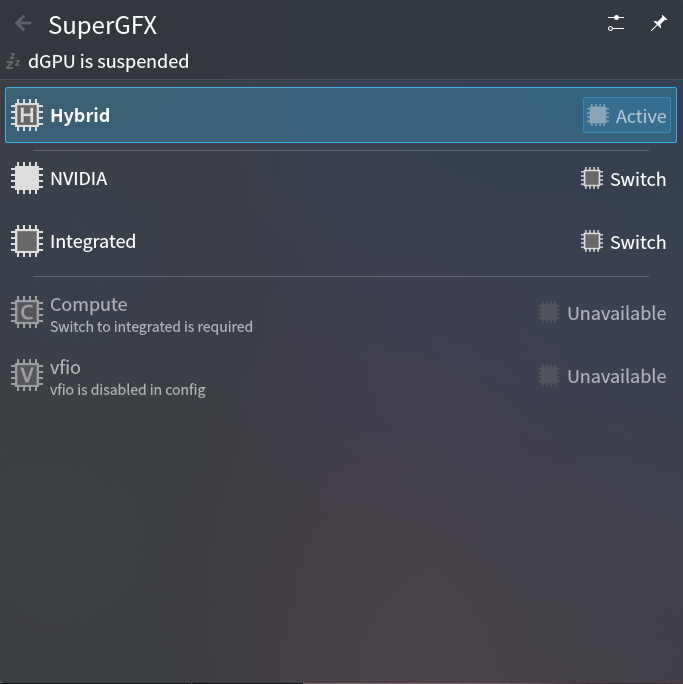 SuperGFX
dGPU is suspended
H Hybrid Active
NVIDIA Switch
Integrated Switch
C Compute Unavailable
Switch to integrated is required
V vfio Unavailable
vfio is disabled in config